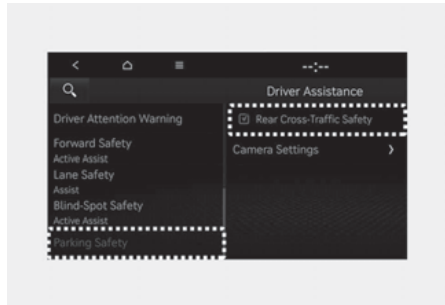 --:--
Driver Assistance
Driver Attention Warning
Forward Safety
Active Assist
Lane Safety
Assist
Blind-Spot Safety
Active Assist
Parking Safety
Rear Cross-Traffic Safety
Camera Settings